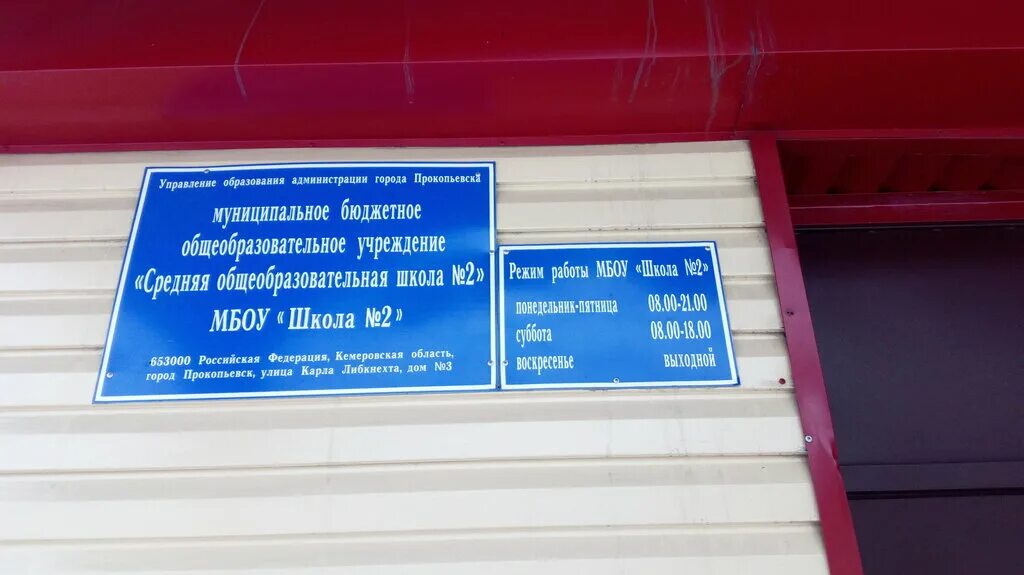 Управление образования администрации города Прокопьевска
муниципальное бюджетное
общеобразовательное учреждение
«Средняя общеобразовательная школа №2»
МБОУ «Школа №2»
653000 Российская Федерация, Кемеровская область,
город Прокопьевск, улица Карла Либкнехта, дом №3
Режим работы МБОУ «Школа №2»
понедельник-пятница 08.00-21.00
суббота 08.00-18.00
воскресенье выходной